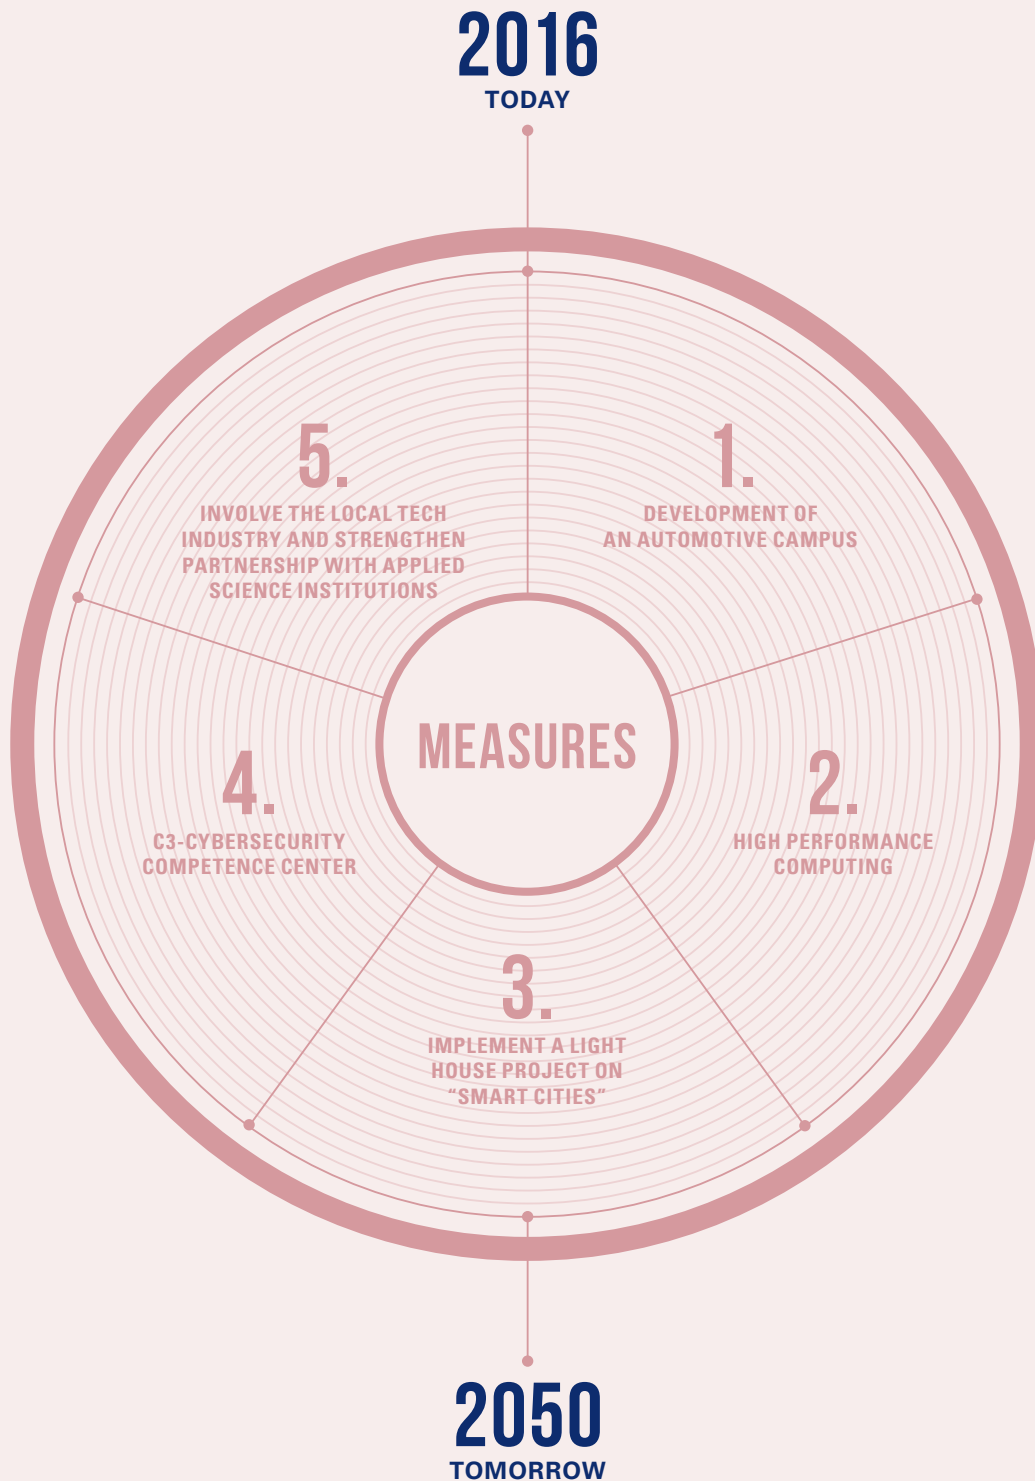 2016
TODAY
5.
INVOLVE THE LOCAL TECH
INDUSTRY AND STRENGTHEN
PARTNERSHIP WITH APPLIED
SCIENCE INSTITUTIONS
1.
DEVELOPMENT OF
AN AUTOMOTIVE CAMPUS
MEASURES
4.
C3-CYBERSECURITY
COMPETENCE CENTER
2.
HIGH PERFORMANCE
COMPUTING
3.
IMPLEMENT A LIGHT
HOUSE PROJECT ON
“SMART CITIES”
2050
TOMORROW